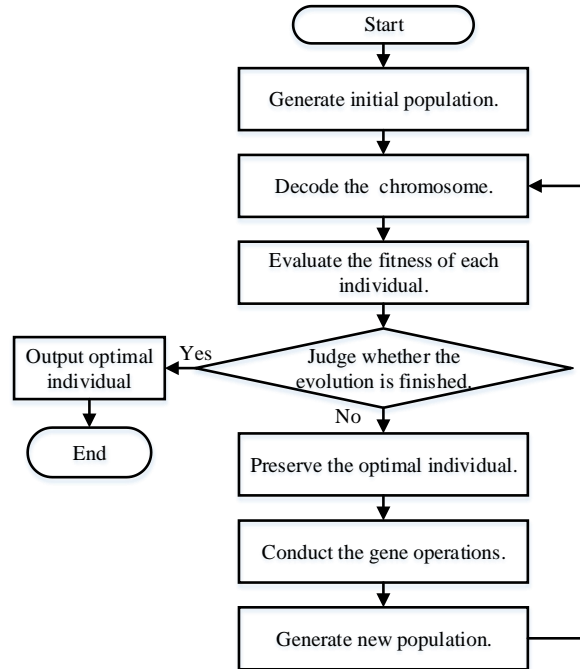 Start
Generate initial population.
Decode the chromosome.
Evaluate the fitness of each
individual.
Judge whether the
evolution is finished.
Yes
Output optimal
individual
End
No
Preserve the optimal individual.
Conduct the gene operations.
Generate new population.